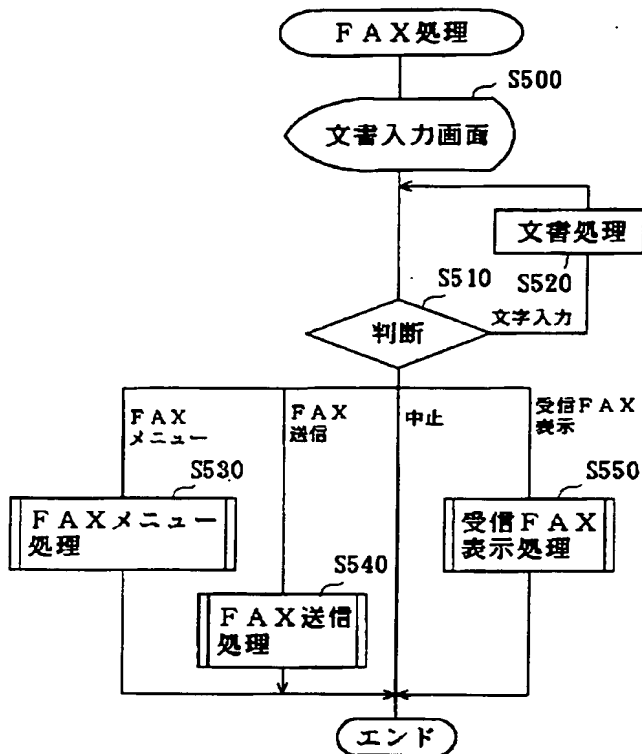 ＦＡＸ処理
S500
文書入力画面
文書処理
S520
S510
判断
文字入力
ＦＡＸ
メニュー
ＦＡＸ
送信
中止
受信ＦＡＸ
表示
S530
ＦＡＸメニュー
処理
S550
受信ＦＡＸ
表示処理
S540
ＦＡＸ送信
処理
エンド